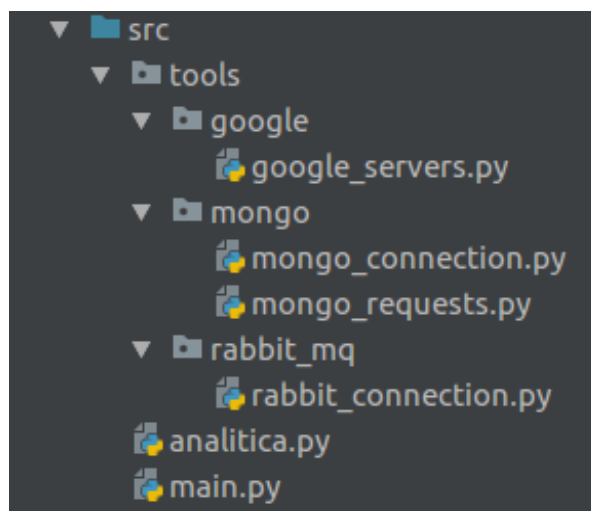 src
tools
google
google_servers.py
mongo
mongo_connection.py
mongo_requests.py
rabbit_mq
rabbit_connection.py
analitica.py
main.py